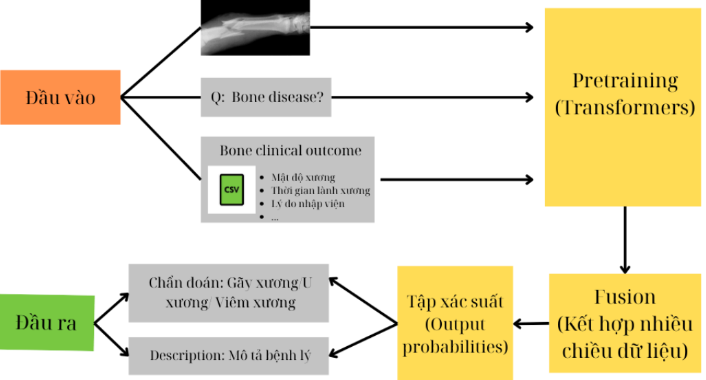 Đầu vào
Q: Bone disease?
Bone clinical outcome
CSV
Mật độ xương
Thời gian lành xương
Lý do nhập viện
...
Pretraining
(Transformers)
Fusion
(Kết hợp nhiều
chiều dữ liệu)
Tập xác suất
(Output
probabilities)
Chẩn đoán: Gãy xương/U
xương/ Viêm xương
Description: Mô tả bệnh lý
Đầu ra